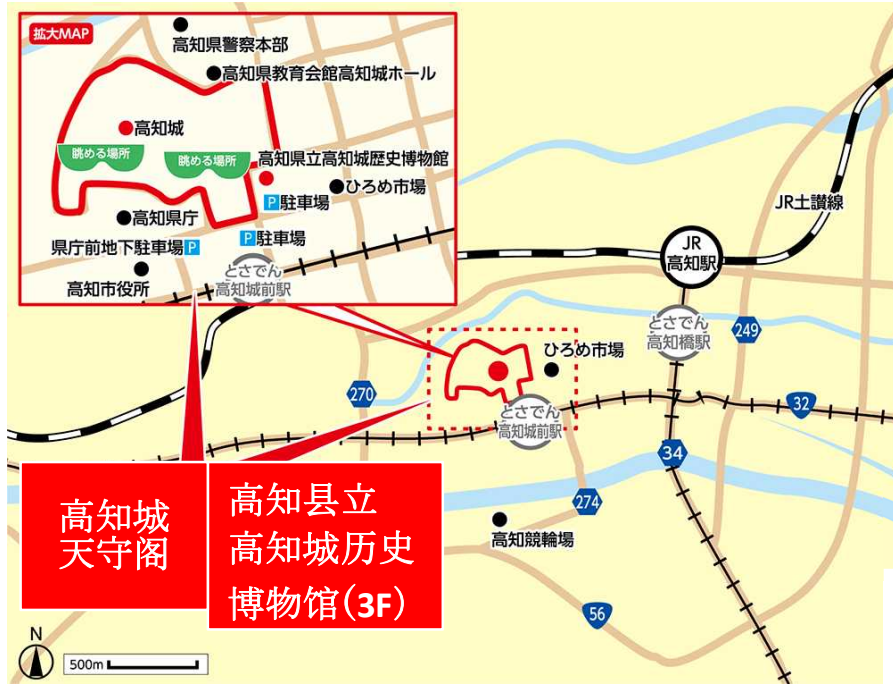 拡大MAP
高知県警察本部
高知県教育会館高知城ホール
高知城
眺める場所
眺める場所
高知県立高知城歴史博物館
ひろめ市場
P駐車場
高知県庁
P駐車場
県庁前地下駐車場P
高知市役所
とさでん
高知城前駅
JR土讃線
JR
高知駅
とさでん
高知橋駅
249
ひろめ市場
270
とさでん
高知城前駅
32
34
274
高知競輪場
56
高知城
天守阁
高知县立
高知城历史
博物馆（3F）
N
500m